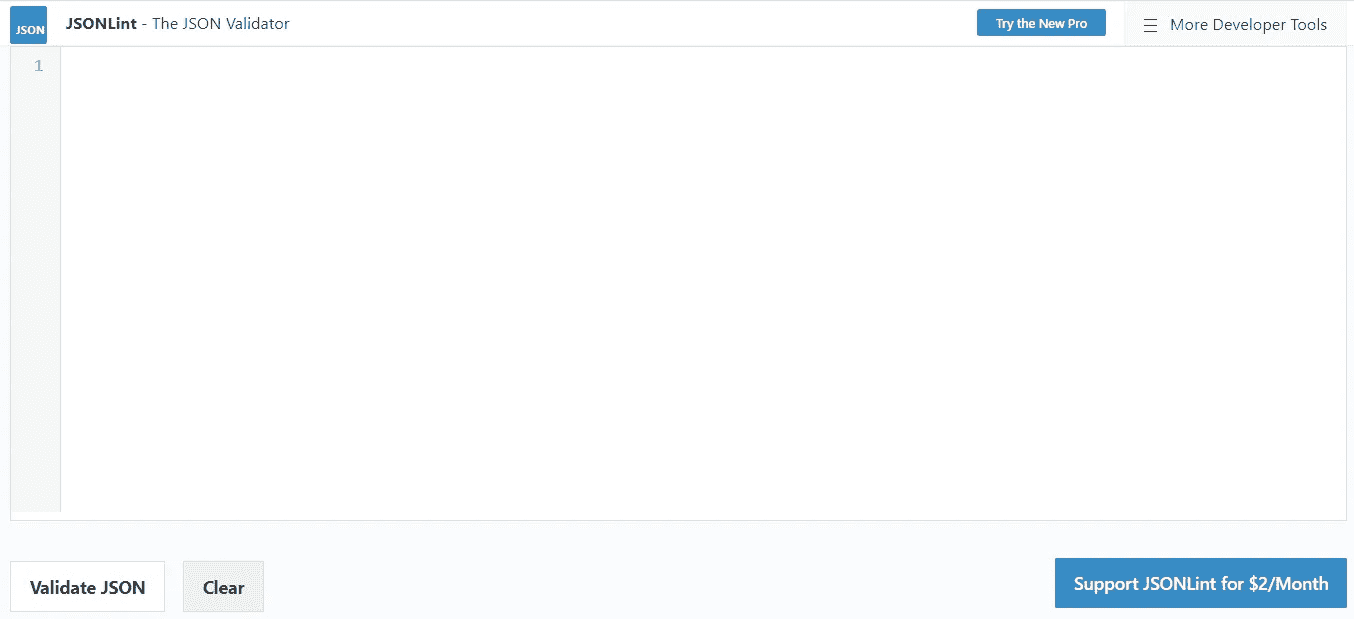 JSON
JSONLint - The JSON Validator
Try the New Pro
More Developer Tools
1
Validate JSON
Clear
Support JSONLint for $2/Month